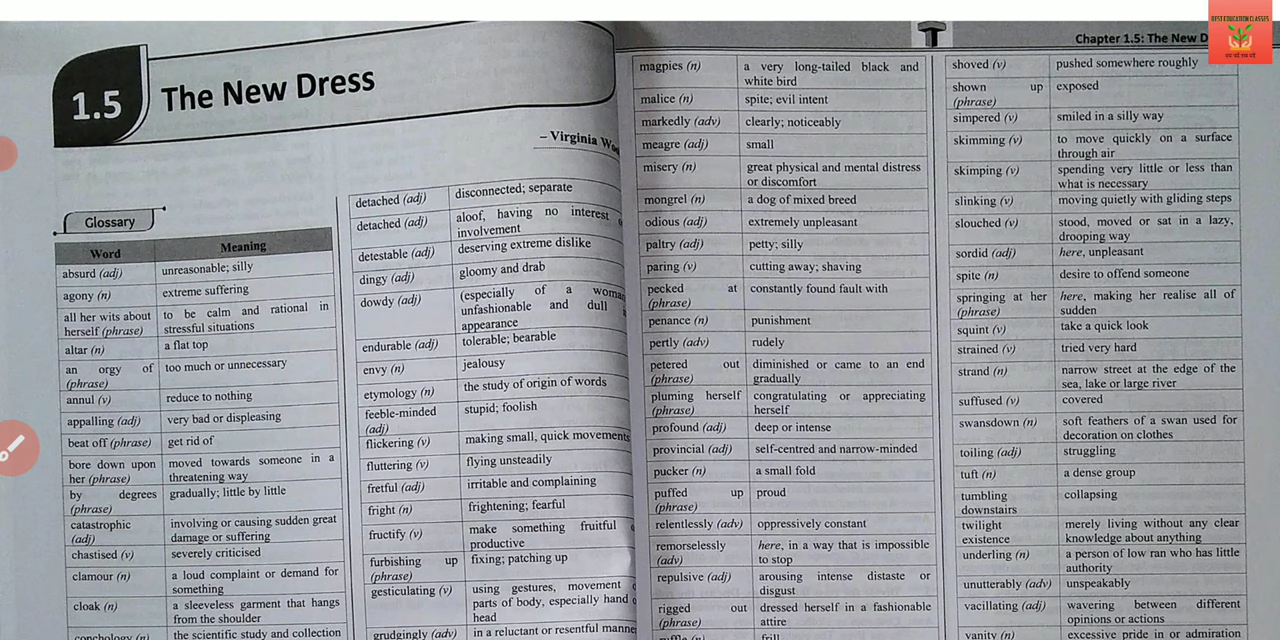 BEST EDUCATION CLASSES
1.5
The New Dress
– Virginia
Glossary
Word Meaning
absurd (adj) unreasonable; silly
agony (n) extreme suffering
all her wits about to be calm and rational in
herself (phrase) stressful situations
altar (n) a flat top
an orgy of too much or unnecessary
(phrase)
annul (v) reduce to nothing
appalling (adj) very bad or displeasing
beat off (phrase) get rid of
bore down upon moved towards someone in a
her (phrase) threatening way
by degrees gradually; little by little
(phrase)
catastrophic involving or causing sudden great
(adj) damage or suffering
chastised (v) severely criticised
clamour (n) a loud complaint or demand for
something
cloak (n) a sleeveless garment that hangs
from the shoulder
conchology (n) the scientific study and collection
detached (adj) disconnected; separate
detached (adj) aloof, having no interest
involvement
detestable (adj) deserving extreme dislike
dingy (adj) gloomy and drab
dowdy (adj) (especially of a
unfashionable and dull
appearance
endurable (adj) tolerable; bearable
envy (n) jealousy
etymology (n) the study of origin of words
feeble-minded stupid; foolish
(adj)
flickering (v) making small, quick movements
fluttering (v) flying unsteadily
fretful (adj) irritable and complaining
fright (n) frightening; fearful
fructify (v) make something fruitful
productive
furbishing up fixing; patching up
(phrase)
gesticulating (v) using gestures, movement
parts of body, especially hand
head
grudgingly (adv) in a reluctant or resentful
Chapter 1.5: The New
magpies (n) a very long-tailed black and
white bird
malice (n) spite; evil intent
markedly (adv) clearly; noticeably
meagre (adj) small
misery (n) great physical and mental distress
or discomfort
mongrel (n) a dog of mixed breed
odious (adj) extremely unpleasant
paltry (adj) petty; silly
paring (v) cutting away; shaving
pecked at constantly found fault with
(phrase)
penance (n) punishment
pertly (adv) rudely
petered out diminished or came to an end
(phrase) gradually
pluming herself congratulating or appreciating
(phrase) herself
profound (adj) deep or intense
provincial (adj) self-centred and narrow-minded
pucker (n) a small fold
puffed up proud
(phrase)
relentlessly (adv) oppressively constant
remorselessly here, in a way that is impossible
(adv) to stop
repulsive (adj) arousing intense distaste or
disgust
rigged out dressed herself in a fashionable
(phrase) attire
frill
shoved (v) pushed somewhere roughly
shown up exposed
(phrase)
simpered (v) smiled in a silly way
skimming (v) to move quickly on a surface
through air
skimping (v) spending very little or less than
what is necessary
slinking (v) moving quietly with gliding steps
slouched (v) stood, moved or sat in a lazy,
drooping way
sordid (adj) here, unpleasant
spite (n) desire to offend someone
springing at her here, making her realise all of
(phrase) sudden
squint (v) take a quick look
strained (v) tried very hard
strand (n) narrow street at the edge of the
sea, lake or large river
suffused (v) covered
swansdown (n) soft feathers of a swan used for
decoration on clothes
toiling (adj) struggling
tuft (n) a dense group
tumbling collapsing
downstairs
twilight merely living without any clear
existence knowledge about anything
underling (n) a person of low ran who has little
authority
unutterably (adv) unspeakably
vacillating (adj) wavering between different
opinions or actions
vanity (n) excessive pride in or admiration